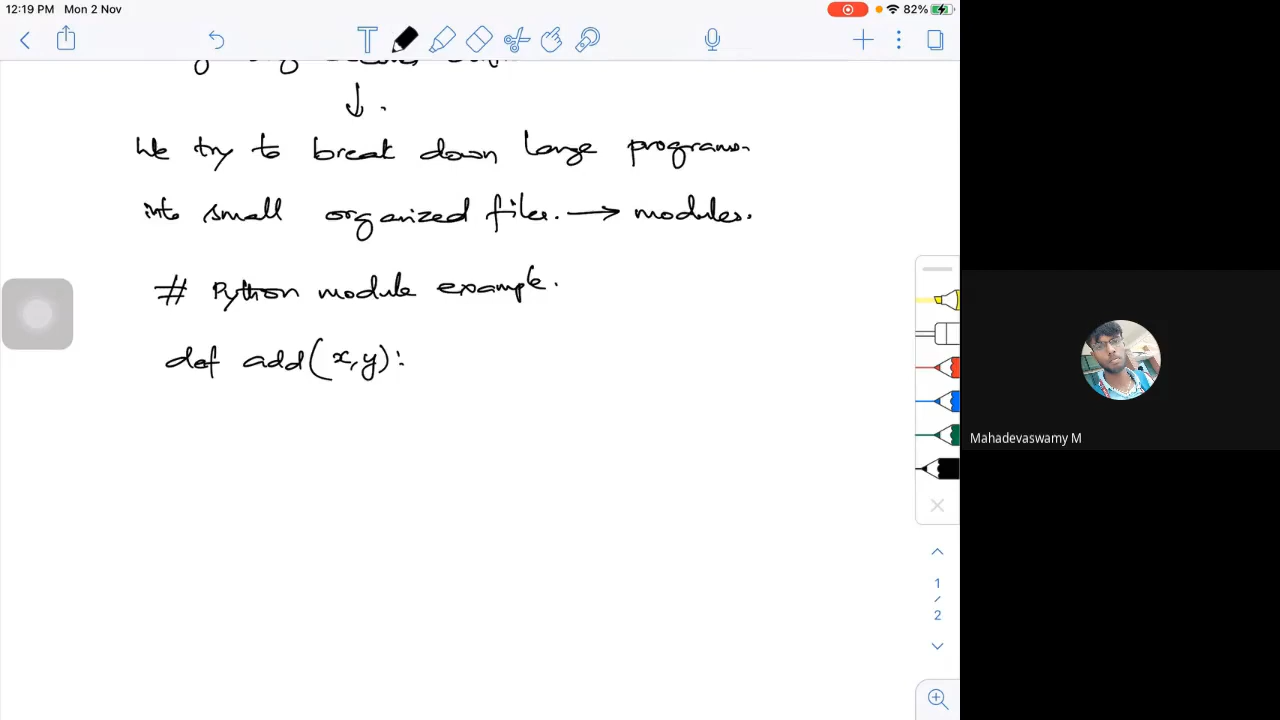 12:19 PM Mon 2 Nov
82%
We try to break down large programs.
into small organized files. → modules.
# Python module example.
def add(x,y):
Mahadevaswamy M
1
/
2